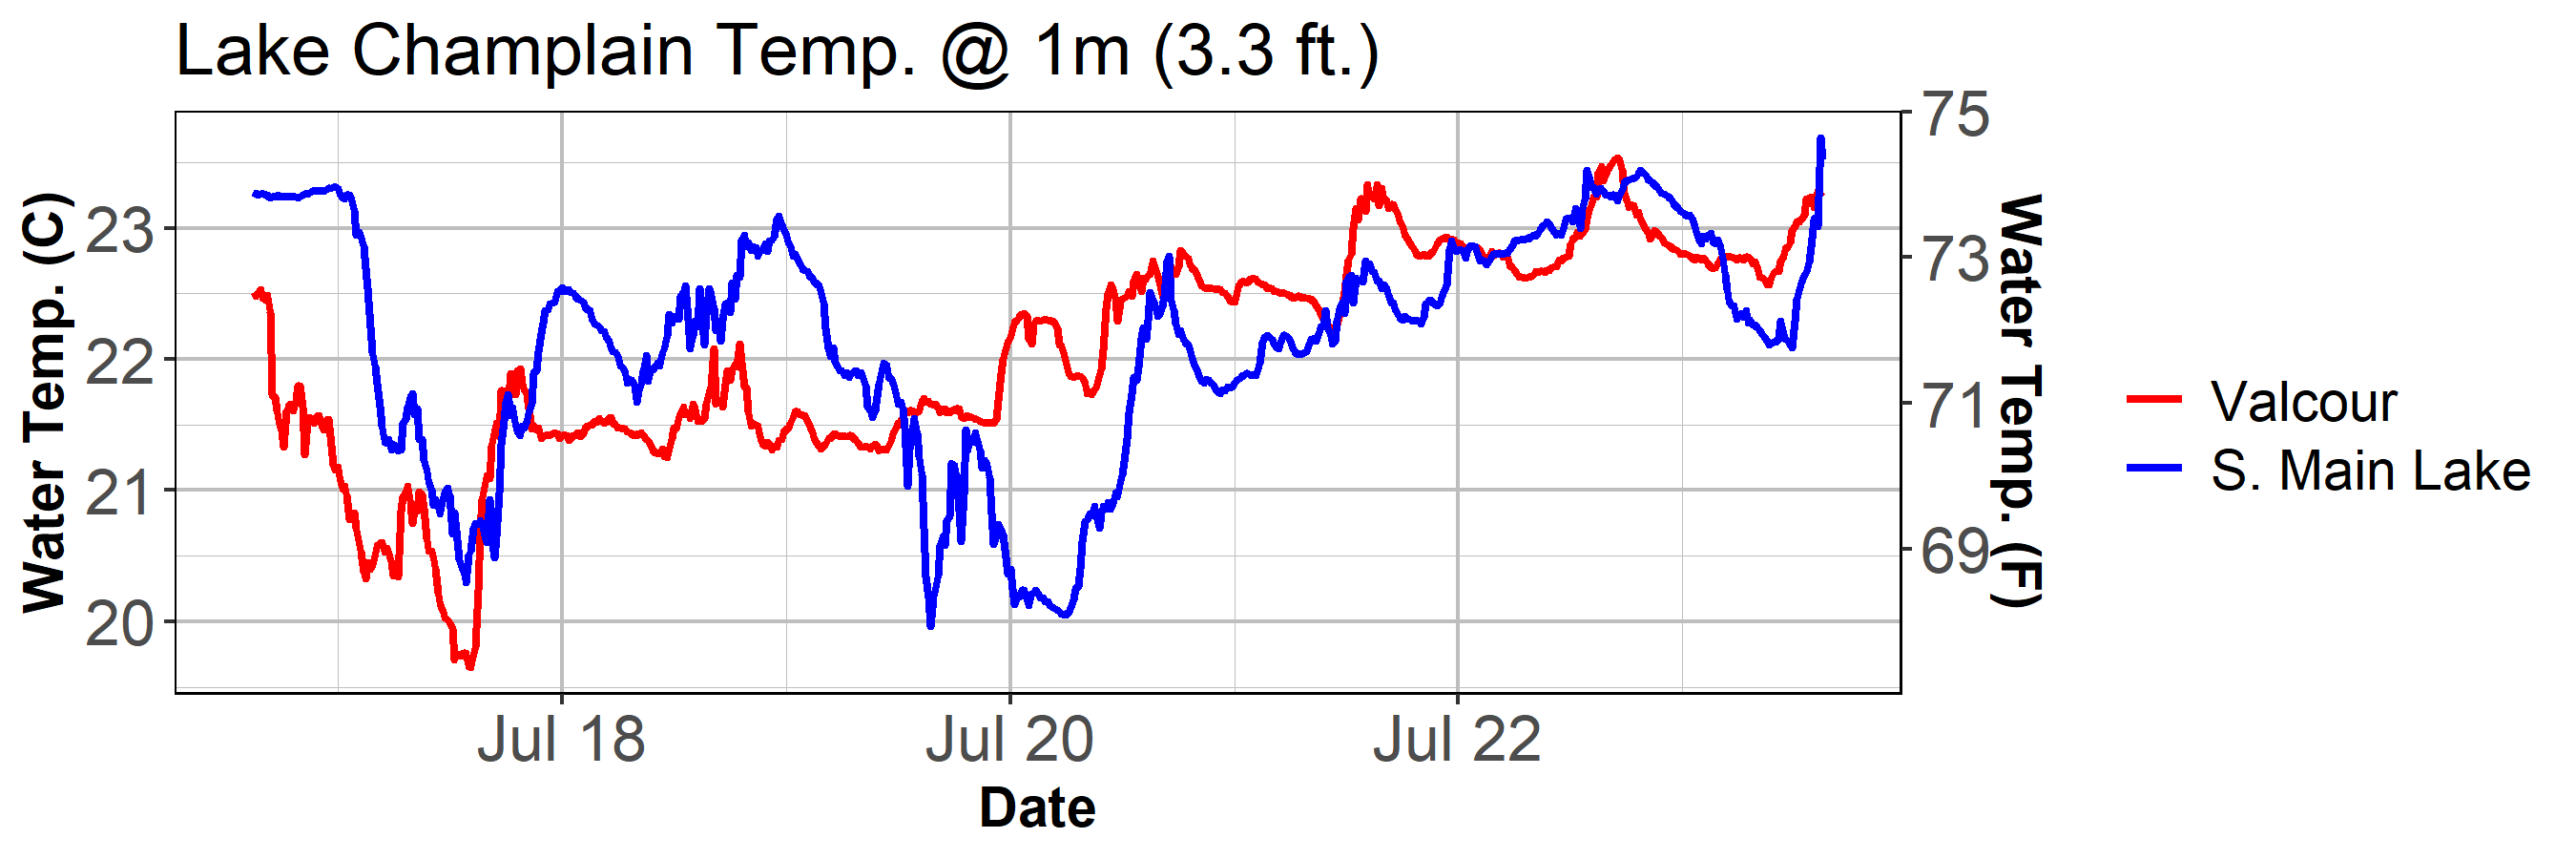 Lake Champlain Temp. @ 1m (3.3 ft.)
Water Temp. (C)
23
22
21
20
75
73
71
69
Water Temp. (F)
Jul 18
Jul 20
Jul 22
Date
Valcour
S. Main Lake